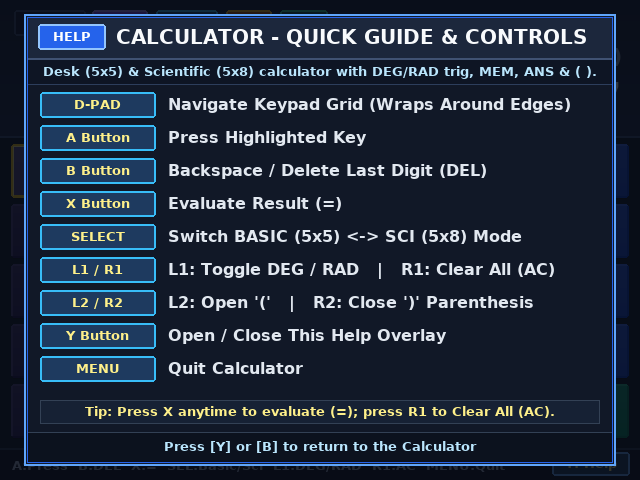 HELP CALCULATOR - QUICK GUIDE & CONTROLS
Desk (5x5) & Scientific (5x8) calculator with DEG/RAD trig, MEM, ANS & ( ).
D-PAD Navigate Keypad Grid (Wraps Around Edges)
A Button Press Highlighted Key
B Button Backspace / Delete Last Digit (DEL)
X Button Evaluate Result (=)
SELECT Switch BASIC (5x5) <-> SCI (5x8) Mode
L1 / R1 L1: Toggle DEG / RAD | R1: Clear All (AC)
L2 / R2 L2: Open '(' | R2: Close ')' Parenthesis
Y Button Open / Close This Help Overlay
MENU Quit Calculator
Tip: Press X anytime to evaluate (=); press R1 to Clear All (AC).
Press [Y] or [B] to return to the Calculator